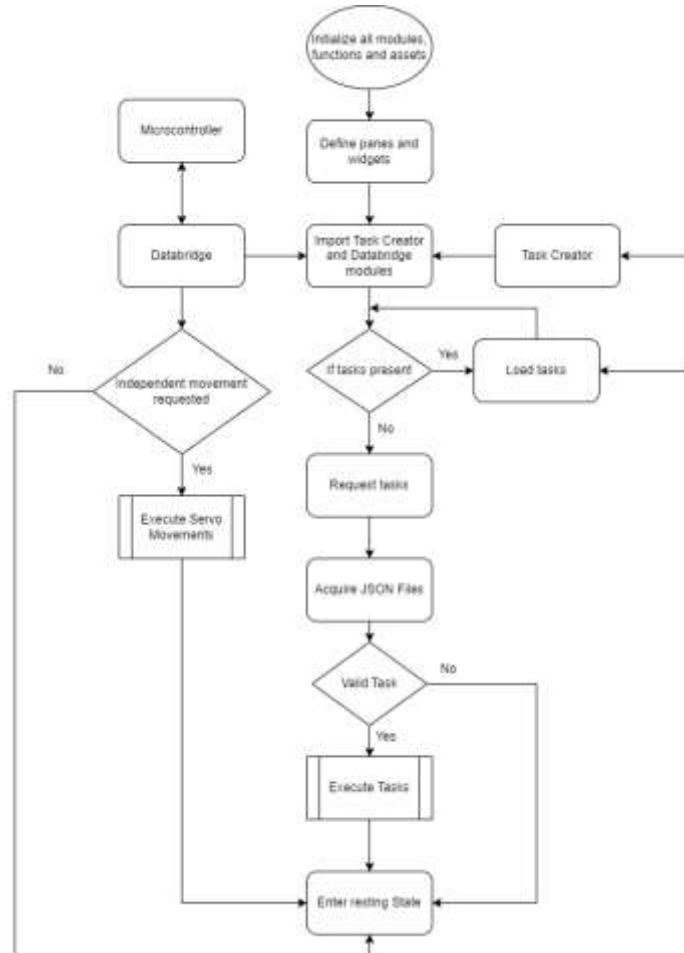 Initialize all modules,
functions and assets
Microcontroller
Define panes and
widgets
Databridge
Import Task Creator
and Databridge
modules
Task Creator
No
Independent movement
requested
If tasks present
Yes
Load tasks
No
Yes
Request tasks
Execute Servo
Movements
Acquire JSON Files
Valid Task
No
Yes
Execute Tasks
Enter resting State